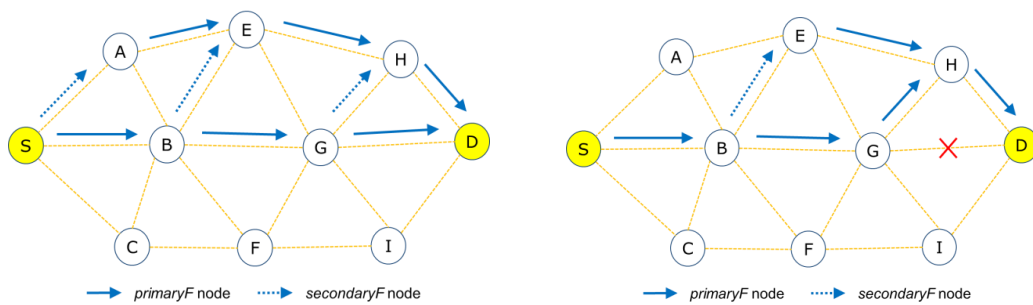 E
A
H
S
B
G
D
C
F
I
primaryF node
secondaryF node
E
A
H
S
B
G
D
C
F
I
primaryF node
secondaryF node